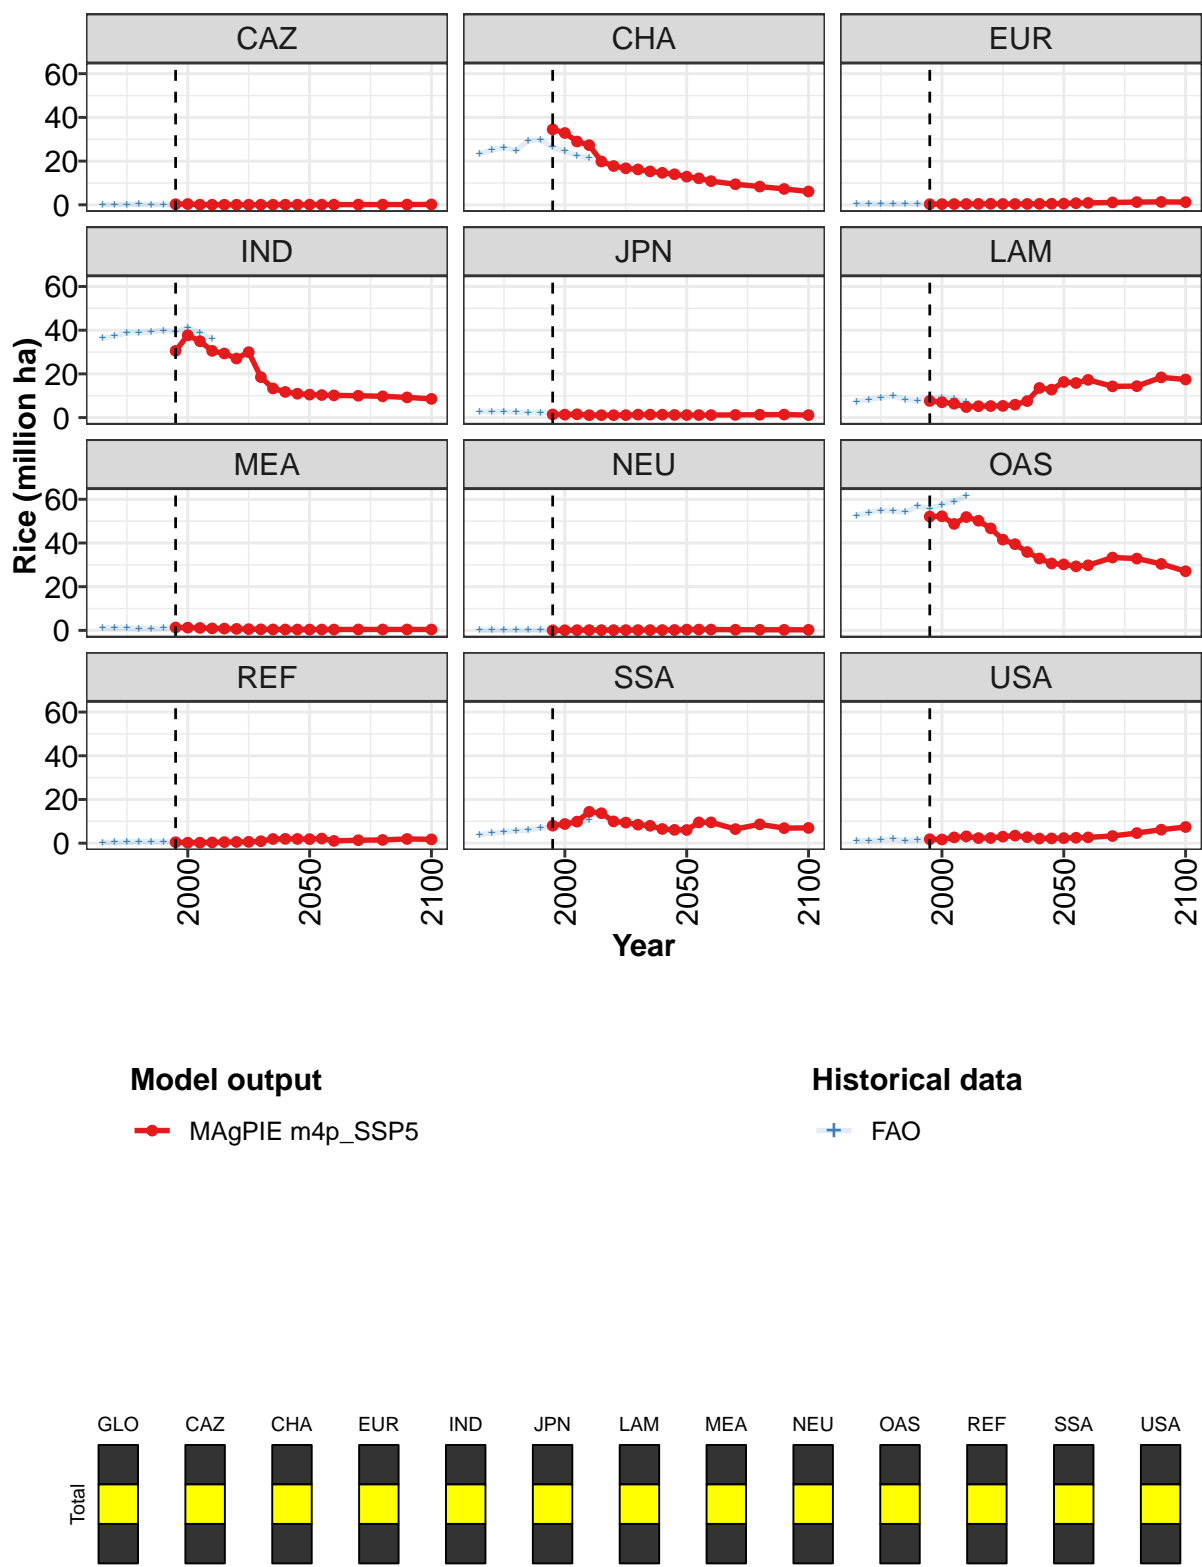 CAZ CHA EUR
60
40
20
0
IND JPN LAM
60
40
20
0
MEA NEU OAS
60
40
20
0
REF SSA USA
60
40
20
0
Rice (million ha)
2000 2050 2100 2000 2050 2100 2000 2050 2100
Year
Model output Historical data
MAgPIE m4p_SSP5 FAO
GLO CAZ CHA EUR IND JPN LAM MEA NEU OAS REF SSA USA
Total